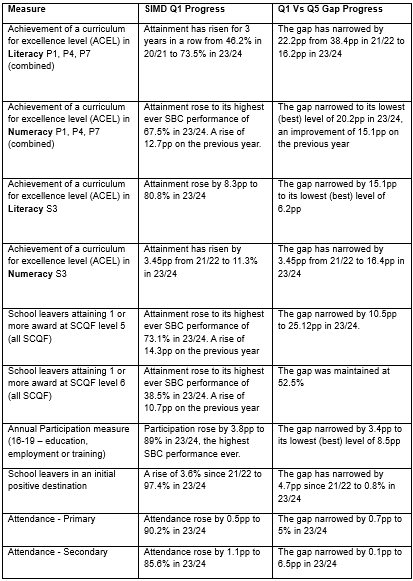 Measure
SIMD Q1 Progress
Q1 Vs Q5 Gap Progress
Achievement of a curriculum
for excellence level (ACEL) in
Literacy P1, P4, P7
(combined)
Attainment has risen for 3
years in a row from 46.2% in
20/21 to 73.5% in 23/24
The gap has narrowed by
22.2pp from 38.4pp in 21/22 to
16.2pp in 23/24
Achievement of a curriculum
for excellence level (ACEL) in
Numeracy P1, P4, P7
(combined)
Attainment rose to its highest
ever SBC performance of
67.5% in 23/24. A rise of
12.7pp on the previous year.
The gap narrowed to its lowest
(best) level of 20.2pp in 23/24,
an improvement of 15.1pp on
the previous year
Achievement of a curriculum
for excellence level (ACEL) in
Literacy S3
Attainment rose by 8.3pp to
80.8% in 23/24
The gap narrowed by 15.1pp
to its lowest (best) level of
6.2pp
Achievement of a curriculum
for excellence level (ACEL) in
Numeracy S3
Attainment has risen by
3.45pp from 21/22 to 11.3%
in 23/24
The gap has narrowed by
3.45pp from 21/22 to 16.4pp in
23/24
School leavers attaining 1 or
more award at SCQF level 5
(all SCQF)
Attainment rose to its highest
ever SBC performance of
73.1% in 23/24. A rise of
14.3pp on the previous year
The gap narrowed by 10.5pp
to 25.12pp in 23/24.
School leavers attaining 1 or
more award at SCQF level 6
(all SCQF)
Attainment rose to its highest
ever SBC performance of
38.5% in 23/24. A rise of
10.7pp on the previous year.
The gap was maintained at
52.5%
Annual Participation measure
(16-19 – education,
employment or training)
Participation rose by 3.8pp to
89% in 23/24, the highest
SBC performance ever.
The gap narrowed by 3.4pp to
its lowest (best) level of 8.5pp
School leavers in an initial
positive destination
A rise of 3.6% since 21/22 to
97.4% in 23/24
The gap has narrowed by
4.7pp since 21/22 to 0.8% in
23/24
Attendance - Primary
Attendance rose by 0.5pp to
90.2% in 23/24
The gap narrowed by 0.7pp to
5% in 23/24
Attendance - Secondary
Attendance rose by 1.1pp to
85.6% in 23/24
The gap narrowed by 0.1pp to
6.5pp in 23/24